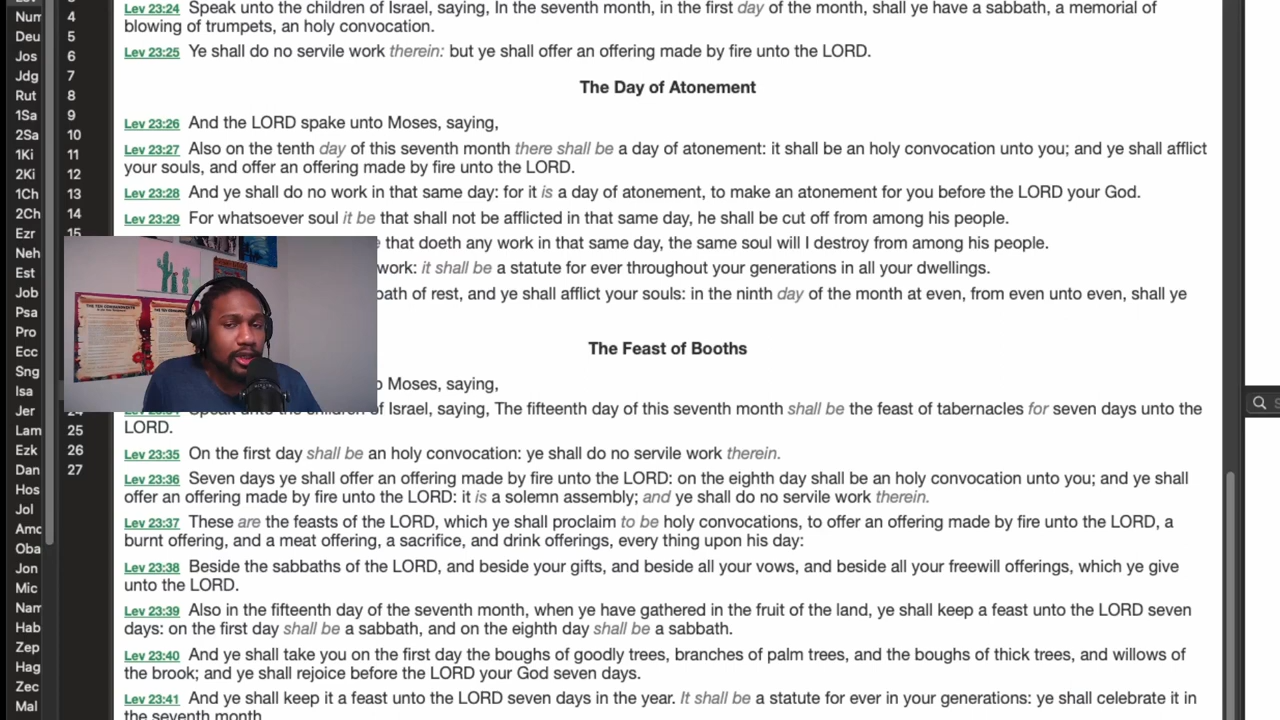 Lev 23:24 Speak unto the children of Israel, saying, In the seventh month, in the first day of the month, shall ye have a sabbath, a memorial of
blowing of trumpets, an holy convocation.
Lev 23:25 Ye shall do no servile work therein: but ye shall offer an offering made by fire unto the LORD.
The Day of Atonement
Lev 23:26 And the LORD spake unto Moses, saying,
Lev 23:27 Also on the tenth day of this seventh month there shall be a day of atonement: it shall be an holy convocation unto you; and ye shall afflict
your souls, and offer an offering made by fire unto the LORD.
Lev 23:28 And ye shall do no work in that same day: for it is a day of atonement, to make an atonement for you before the LORD your God.
Lev 23:29 For whatsoever soul it be that shall not be afflicted in that same day, he shall be cut off from among his people.
that doeth any work in that same day, the same soul will I destroy from among his people.
work: it shall be a statute for ever throughout your generations in all your dwellings.
of rest, and ye shall afflict your souls: in the ninth day of the month at even, from even unto even, shall ye
The Feast of Booths
Moses, saying,
of Israel, saying, The fifteenth day of this seventh month shall be the feast of tabernacles for seven days unto the
LORD.
Lev 23:35 On the first day shall be an holy convocation: ye shall do no servile work therein.
Lev 23:36 Seven days ye shall offer an offering made by fire unto the LORD: on the eighth day shall be an holy convocation unto you; and ye shall
offer an offering made by fire unto the LORD: it is a solemn assembly; and ye shall do no servile work therein.
Lev 23:37 These are the feasts of the LORD, which ye shall proclaim to be holy convocations, to offer an offering made by fire unto the LORD, a
burnt offering, and a meat offering, a sacrifice, and drink offerings, every thing upon his day:
Lev 23:38 Beside the sabbaths of the LORD, and beside your gifts, and beside all your vows, and beside all your freewill offerings, which ye give
unto the LORD.
Lev 23:39 Also in the fifteenth day of the seventh month, when ye have gathered in the fruit of the land, ye shall keep a feast unto the LORD seven
days: on the first day shall be a sabbath, and on the eighth day shall be a sabbath.
Lev 23:40 And ye shall take you on the first day the boughs of goodly trees, branches of palm trees, and the boughs of thick trees, and willows of
the brook; and ye shall rejoice before the LORD your God seven days.
Lev 23:41 And ye shall keep it a feast unto the LORD seven days in the year. It shall be a statute for ever in your generations: ye shall celebrate it in
the seventh month.
Num
Deu
Jos
Jdg
Rut
1Sa
2Sa
1Ki
2Ki
1Ch
2Ch
Ezr
Neh
Est
Job
Psa
Pro
Ecc
Sng
Isa
Jer
Lam
Ezk
Dan
Hos
Jol
Amo
Oba
Jon
Mic
Nam
Hab
Zep
Hag
Zec
Mal
4
5
6
7
8
9
10
11
12
13
14
15
25
26
27